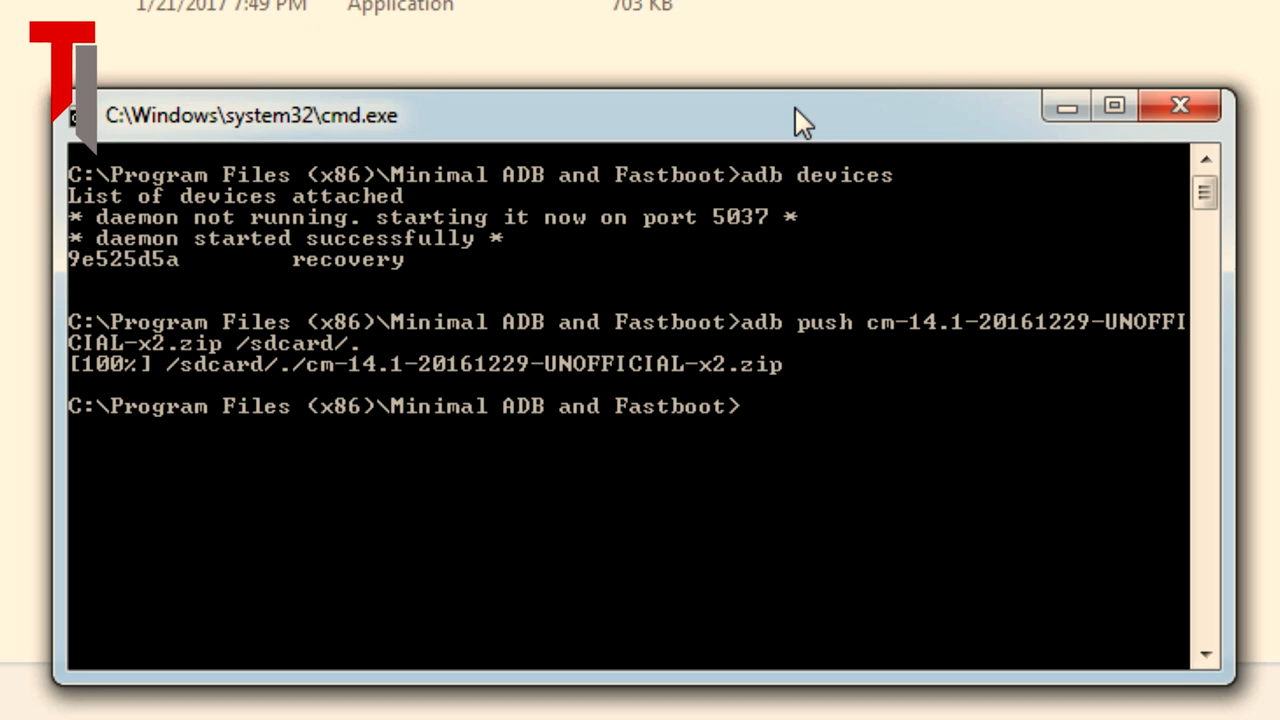 1/21/2017 7:49 PM Application 703 KB
C:\Windows\system32\cmd.exe
C:\Program Files (x86)\Minimal ADB and Fastboot>adb devices
List of devices attached
* daemon not running. starting it now on port 5037 *
* daemon started successfully *
9e525d5a recovery
C:\Program Files (x86)\Minimal ADB and Fastboot>adb push cm-14.1-20161229-UNOFFI
CIAL-x2.zip /sdcard/.
[100%] /sdcard/./cm-14.1-20161229-UNOFFICIAL-x2.zip
C:\Program Files (x86)\Minimal ADB and Fastboot>